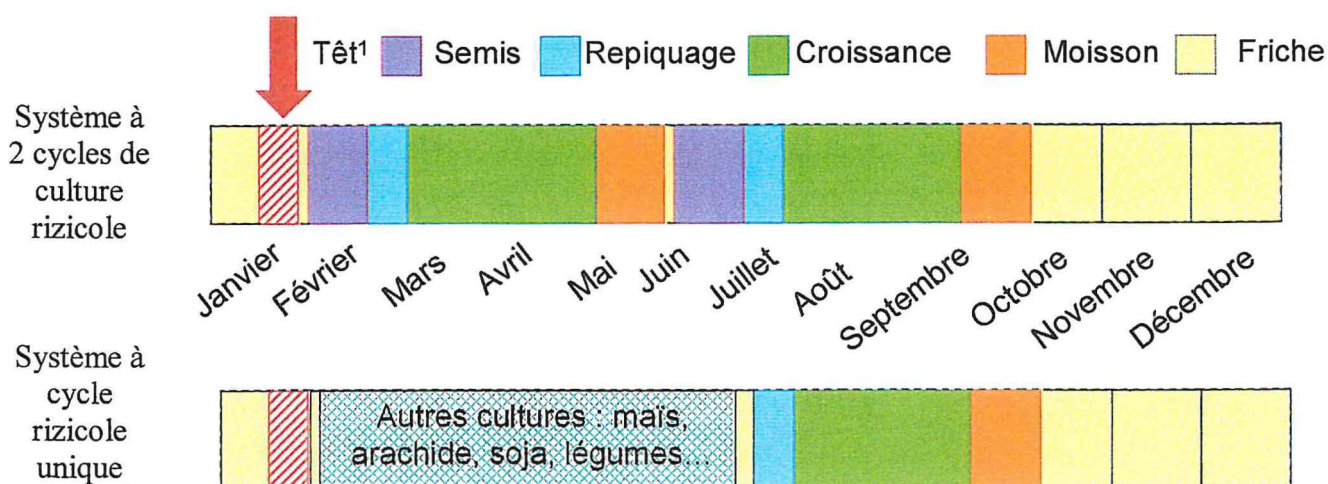 Têt¹ Semis Repiquage Croissance Moisson Friche
Système à
2 cycles de
culture
rizicole
Janvier Février Mars Avril Mai Juin Juillet Août Septembre Octobre Novembre Décembre
Système à
cycle
rizicole
unique
Autres cultures : maïs,
arachide, soja, légumes...